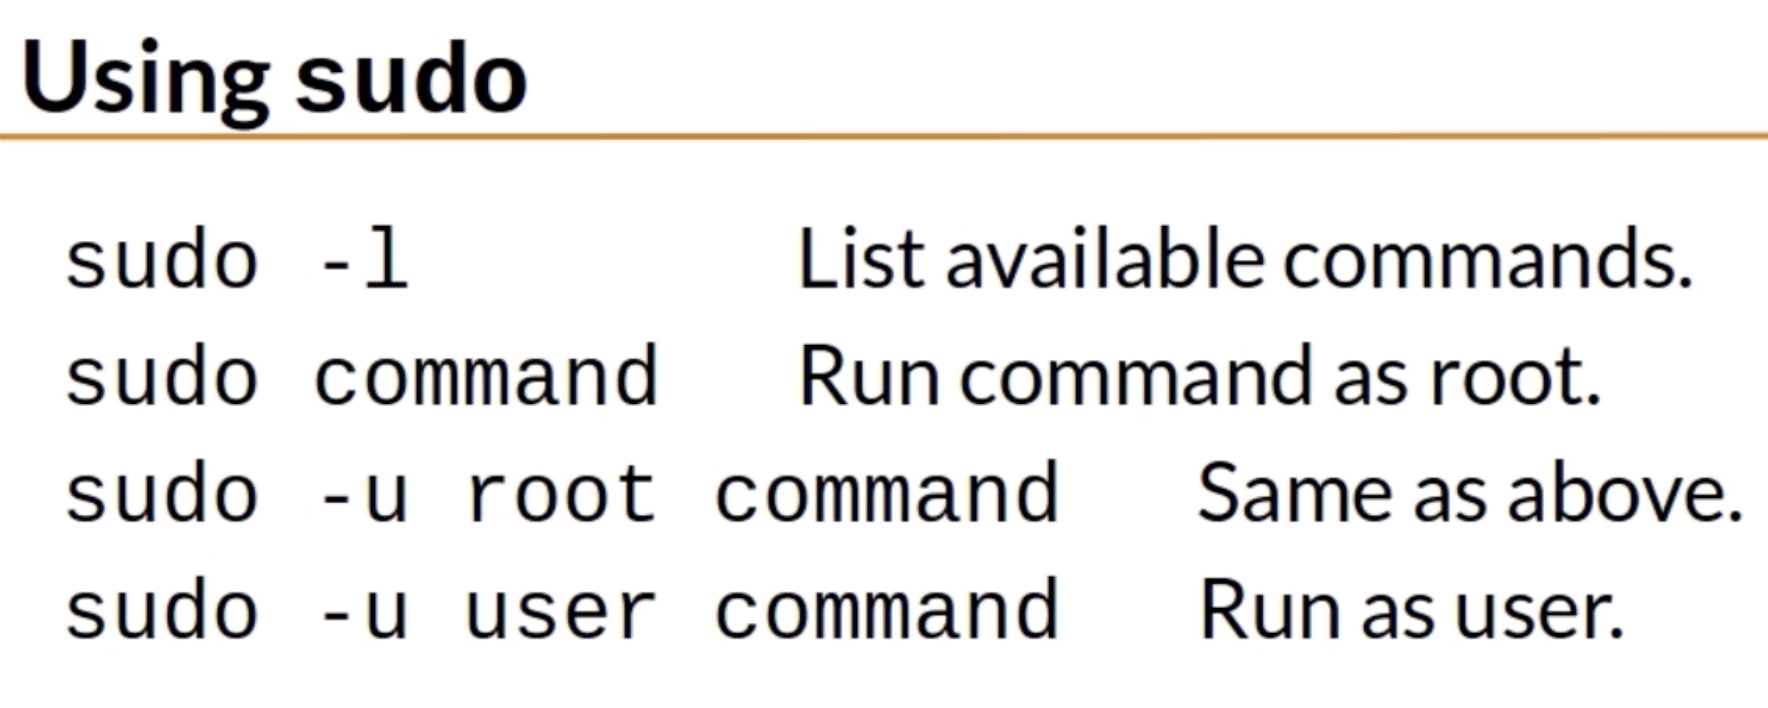 Using sudo
sudo -l List available commands.
sudo command Run command as root.
sudo -u root command Same as above.
sudo -u user command Run as user.